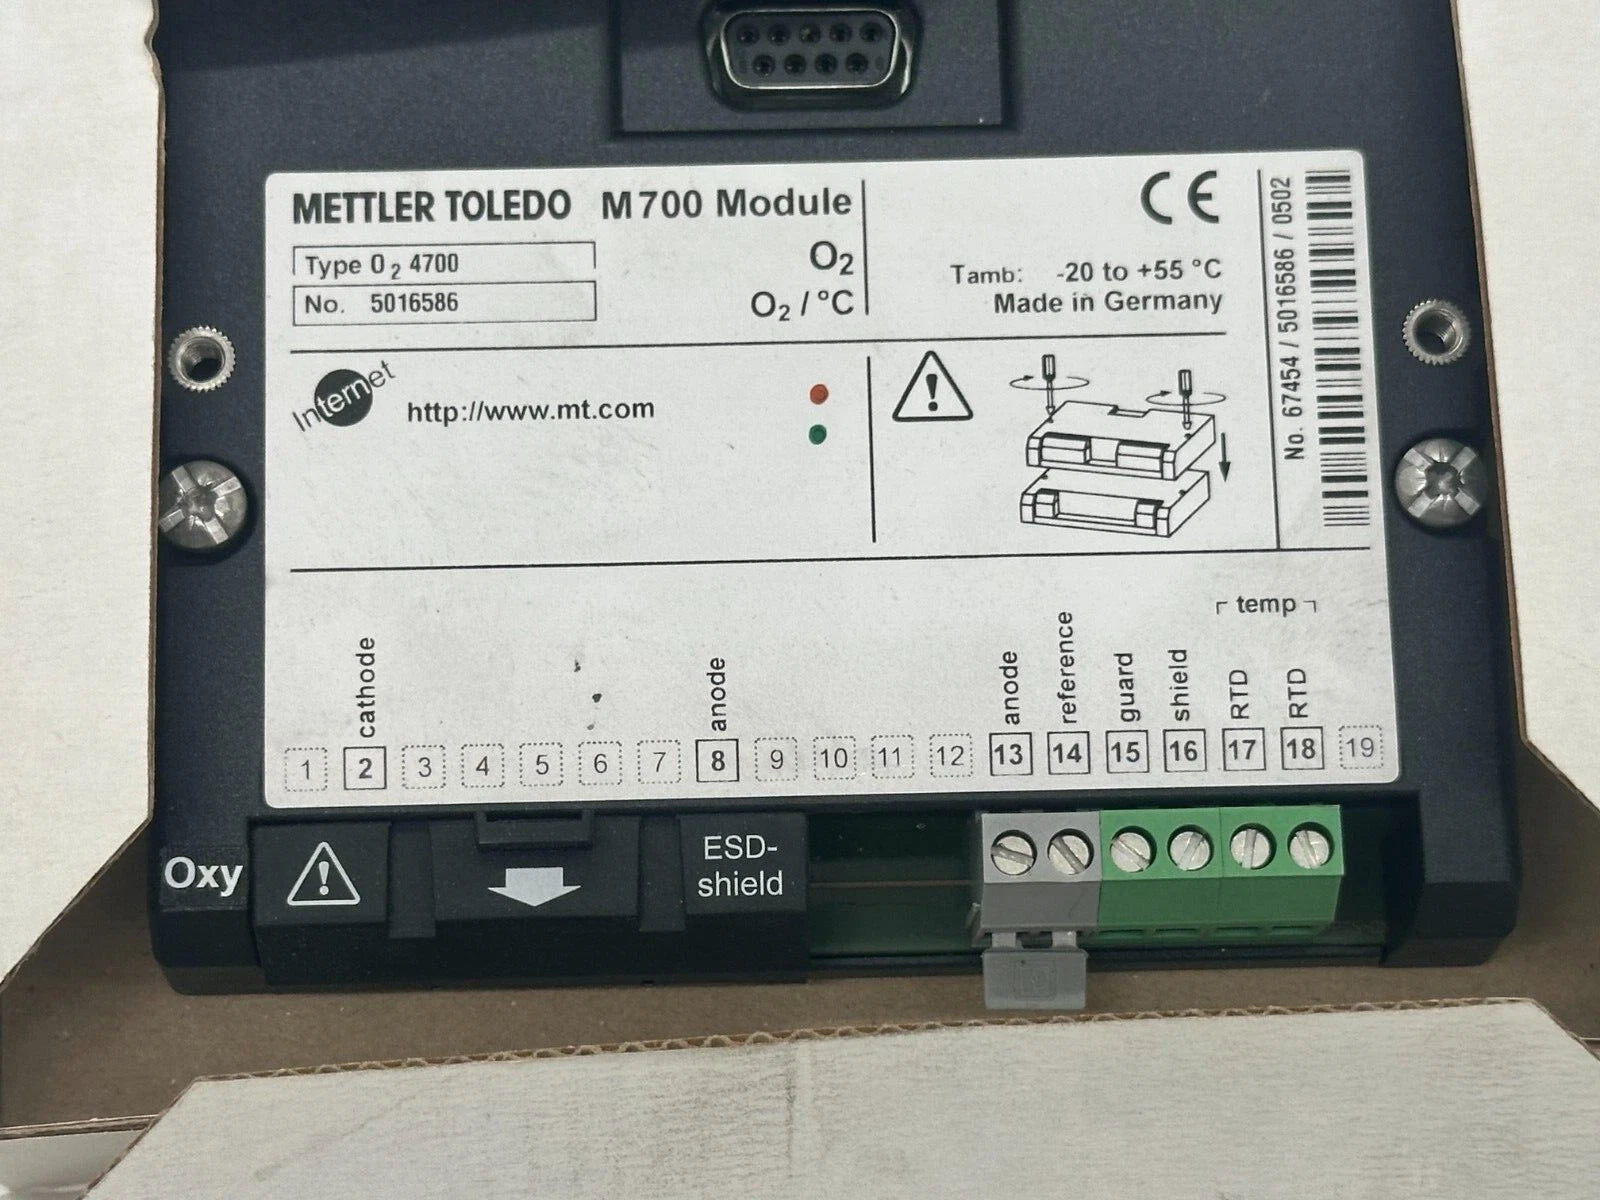 METTLER TOLEDO M700 Module
Type O2 4700
No. 5016586
O2
O2 / °C
CE
Tamb: -20 to +55 °C
Made in Germany
No. 67454 / 5016586 / 0502
Internet
http://www.mt.com
temp
cathode anode anode reference guard shield RTD RTD
1 2 3 4 5 6 7 8 9 10 11 12 13 14 15 16 17 18 19
Oxy
ESD-
shield